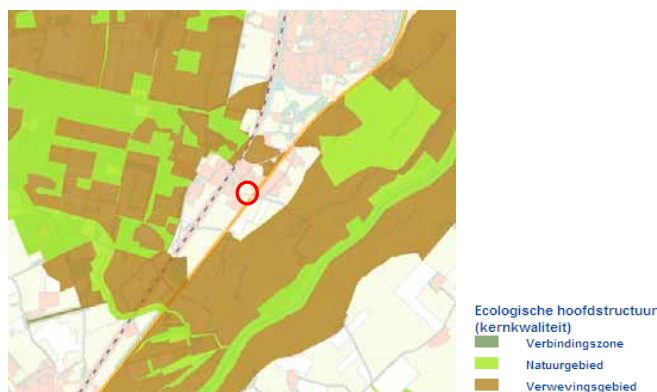 Ecologische hoofdstructuur
(kernkwaliteit)
Verbindingszone
Natuurgebied
Verwevingsgebied